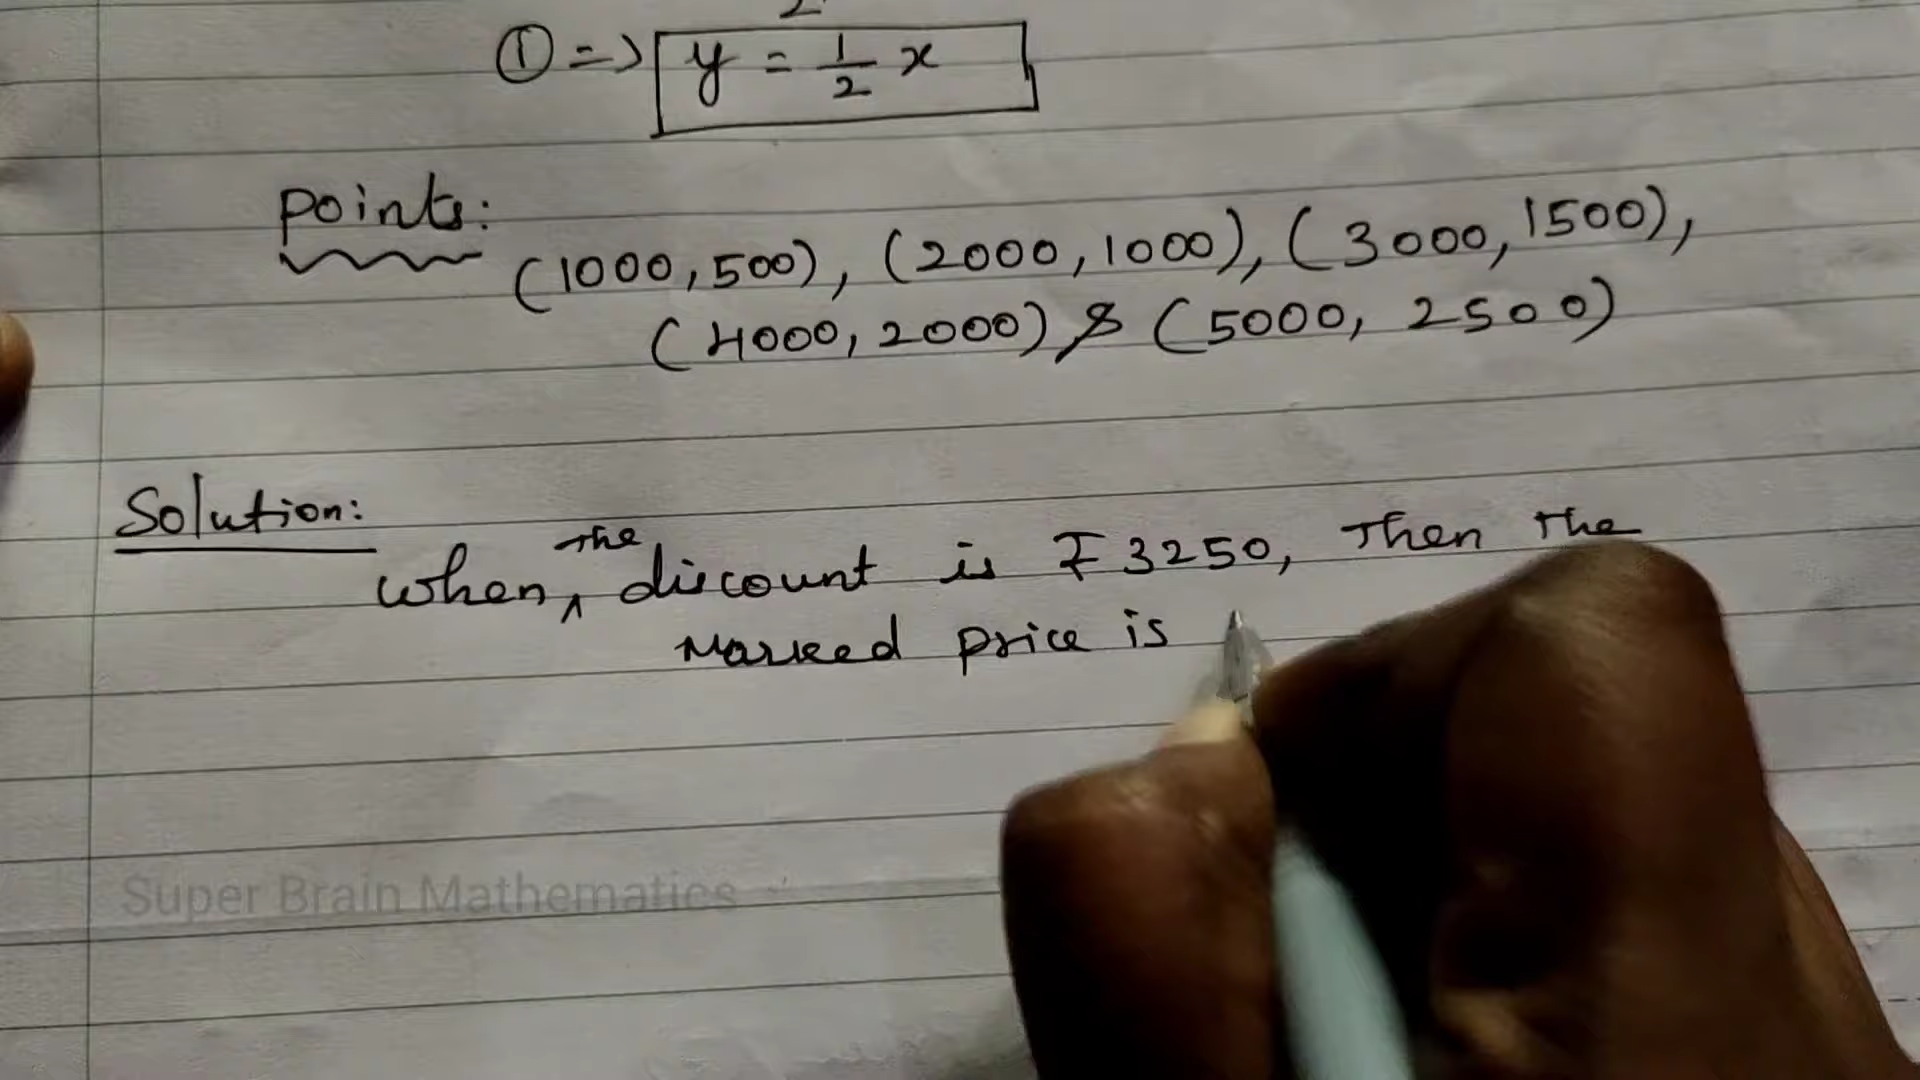 ① => y = 1/2 x
Points:
(1000, 500), (2000, 1000), (3000, 1500),
(4000, 2000) & (5000, 2500)
Solution:
When, the discount is ₹ 3250, Then the
Marked price is
Super Brain Mathematics